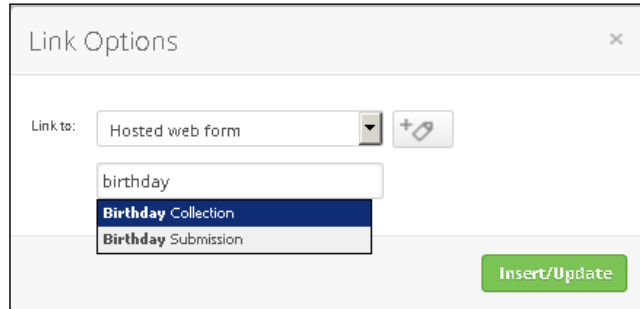 Link Options
×
Link to: Hosted web form
birthday
Birthday Collection
Birthday Submission
Insert/Update